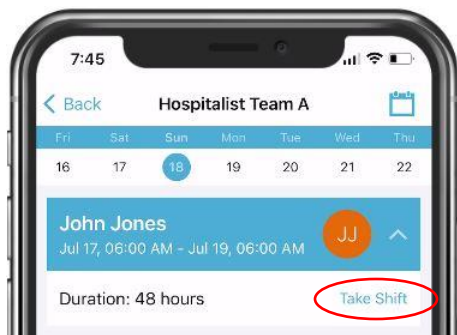 7:45
Back Hospitalist Team A
Fri Sat Sun Mon Tue Wed Thu
16 17 18 19 20 21 22
John Jones
JJ
Jul 17, 06:00 AM - Jul 19, 06:00 AM
Duration: 48 hours Take Shift